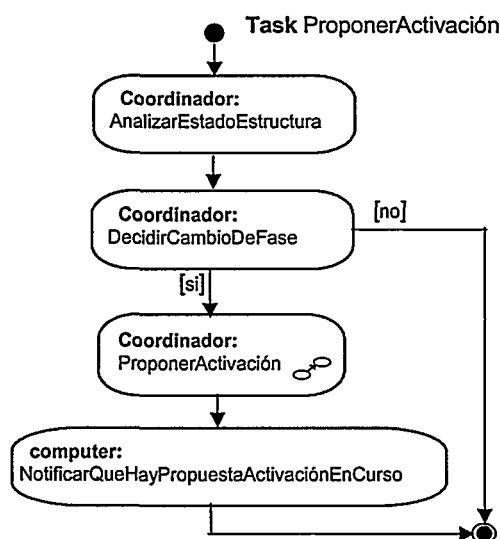 Task ProponerActivación
Coordinador:
AnalizarEstadoEstructura
Coordinador:
DecidirCambioDeFase
[no]
[si]
Coordinador:
ProponerActivación
computer:
NotificarQueHayPropuestaActivaciónEnCurso